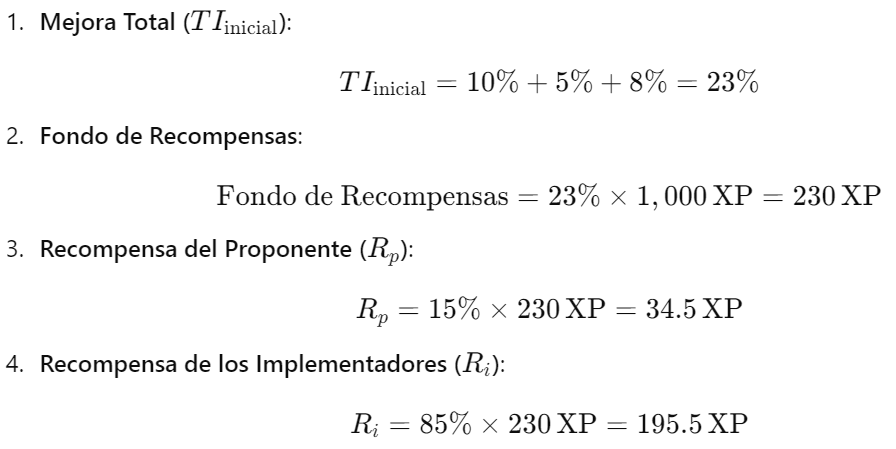 1. Mejora Total (TI_inicial):
TI_inicial = 10% + 5% + 8% = 23%
2. Fondo de Recompensas:
Fondo de Recompensas = 23% × 1,000 XP = 230 XP
3. Recompensa del Proponente (R_p):
R_p = 15% × 230 XP = 34.5 XP
4. Recompensa de los Implementadores (R_i):
R_i = 85% × 230 XP = 195.5 XP